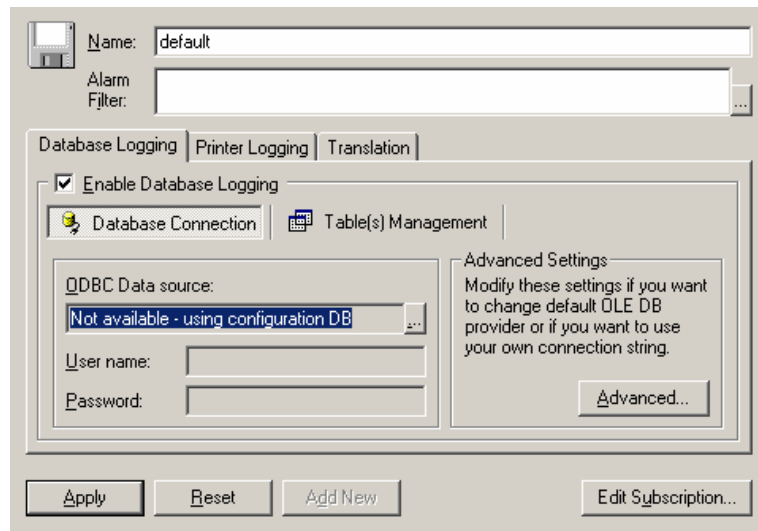 Name: default
Alarm
Filter:
...
Database Logging Printer Logging Translation
Enable Database Logging
Database Connection Table(s) Management
ODBC Data source:
Not available - using configuration DB ...
User name:
Password:
Advanced Settings
Modify these settings if you want
to change default OLE DB
provider or if you want to use
your own connection string.
Advanced...
Apply Reset Add New Edit Subscription...